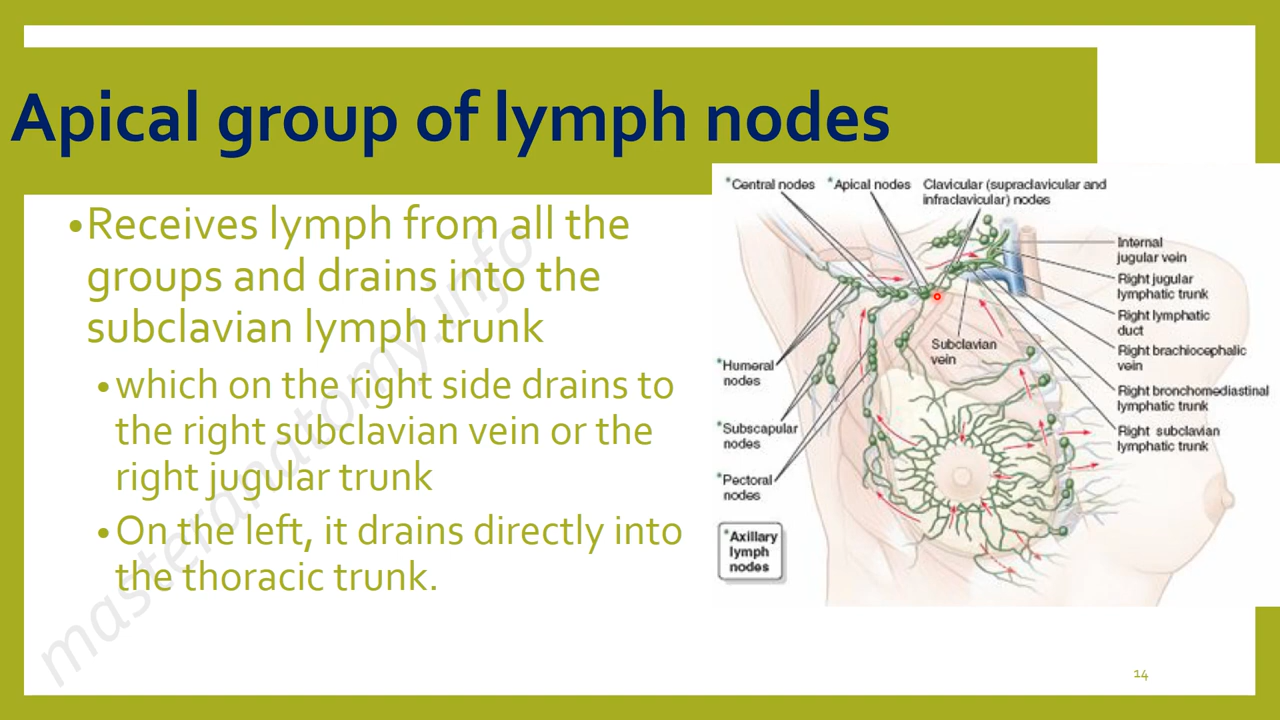 Apical group of lymph nodes
•Receives lymph from all the
groups and drains into the
subclavian lymph trunk
•which on the right side drains to
the right subclavian vein or the
right jugular trunk
•On the left, it drains directly into
the thoracic trunk.
*Central nodes
*Apical nodes
Clavicular (supraclavicular and
infraclavicular) nodes
Internal
jugular vein
Right jugular
lymphatic trunk
Right lymphatic
duct
Right brachiocephalic
vein
Right bronchomediastinal
lymphatic trunk
Right subclavian
lymphatic trunk
Subclavian
vein
*Humeral
nodes
*Subscapular
nodes
*Pectoral
nodes
*Axillary
lymph
nodes
masteranatomy.info
14